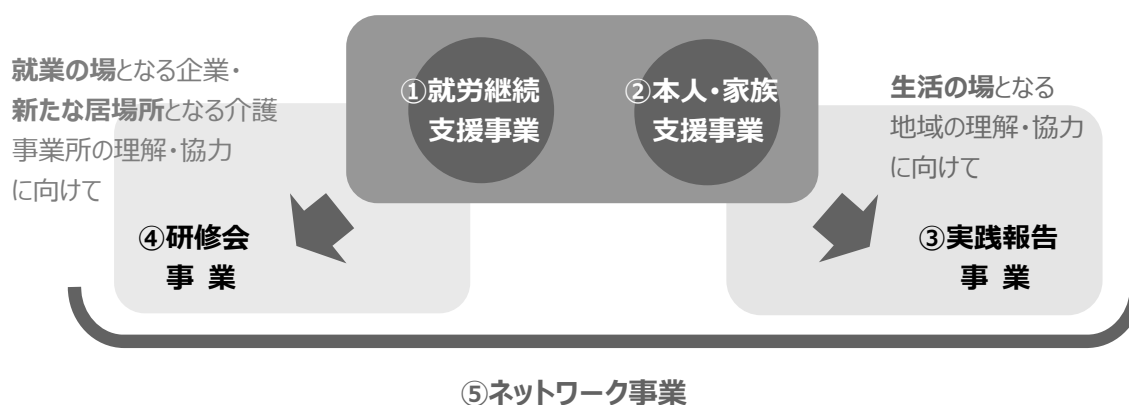 就業の場となる企業・
新たな居場所となる介護
事業所の理解・協力
に向けて
①就労継続
支援事業
②本人・家族
支援事業
生活の場となる
地域の理解・協力
に向けて
④研修会
事 業
③実践報告
事 業
⑤ネットワーク事業